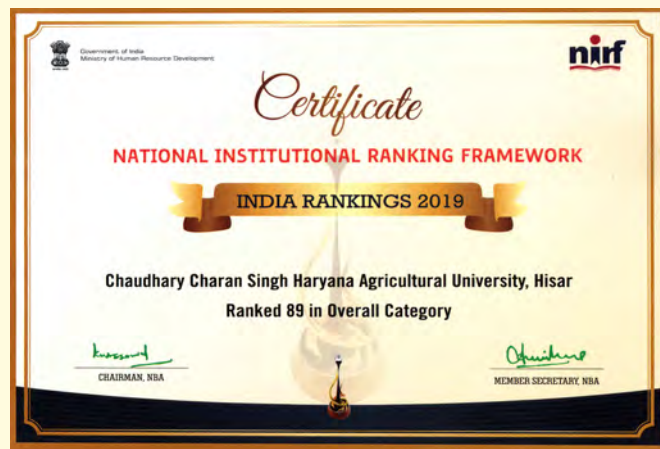 Government of India
Ministry of Human Resource Development
nirf
Certificate
NATIONAL INSTITUTIONAL RANKING FRAMEWORK
INDIA RANKINGS 2019
Chaudhary Charan Singh Haryana Agricultural University, Hisar
Ranked 89 in Overall Category
CHAIRMAN, NBA
MEMBER SECRETARY, NBA